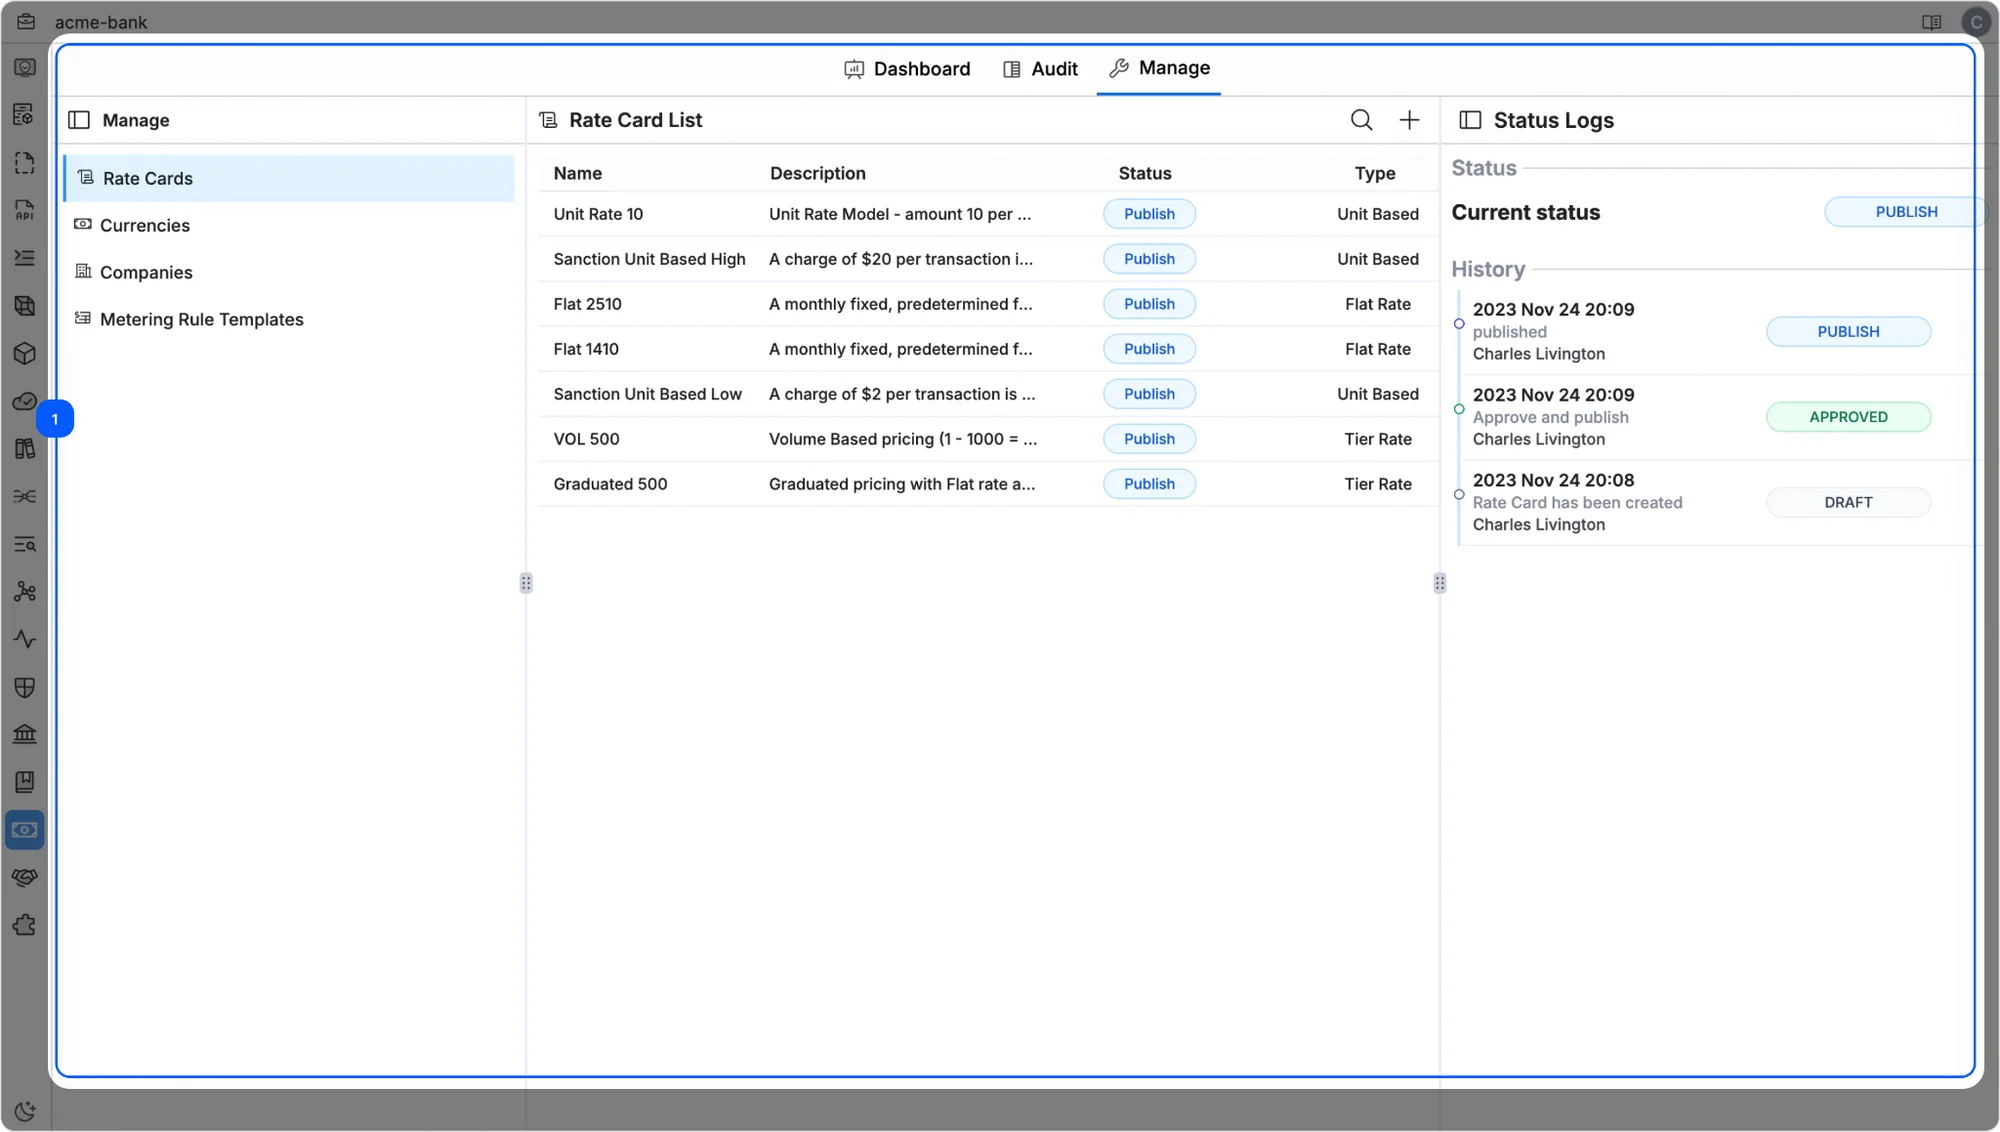 acme-bank
C
Dashboard
Audit
Manage
Manage
Rate Cards
Currencies
Companies
Metering Rule Templates
API
1
Rate Card List
Name Description Status Type
Unit Rate 10 Unit Rate Model - amount 10 per ... Publish Unit Based
Sanction Unit Based High A charge of $20 per transaction i... Publish Unit Based
Flat 2510 A monthly fixed, predetermined f... Publish Flat Rate
Flat 1410 A monthly fixed, predetermined f... Publish Flat Rate
Sanction Unit Based Low A charge of $2 per transaction is ... Publish Unit Based
VOL 500 Volume Based pricing (1 - 1000 = ... Publish Tier Rate
Graduated 500 Graduated pricing with Flat rate a... Publish Tier Rate
Status Logs
Status
Current status PUBLISH
History
2023 Nov 24 20:09
published PUBLISH
Charles Livington
2023 Nov 24 20:09
Approve and publish APPROVED
Charles Livington
2023 Nov 24 20:08
Rate Card has been created DRAFT
Charles Livington